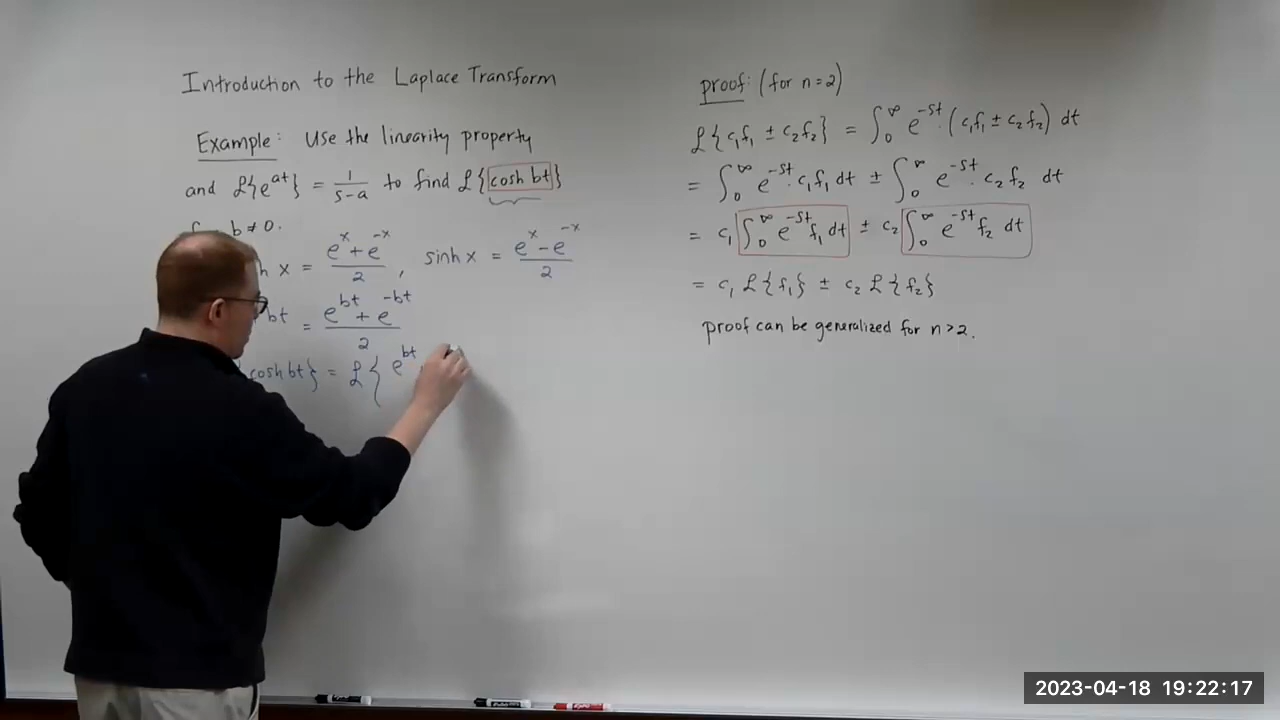 Introduction to the Laplace Transform
Example: Use the linearity property
and ℒ{e^{at}} = 1/(s-a) to find ℒ{cosh bt}
b ≠ 0.
h x = (e^x + e^{-x})/2 , sinh x = (e^x - e^{-x})/2
bt = (e^{bt} + e^{-bt})/2
cosh bt} = ℒ{ e^{bt}
proof: (for n=2)
ℒ{c₁f₁ ± c₂f₂} = ∫₀^∞ e^{-st}·(c₁f₁ ± c₂f₂) dt
= ∫₀^∞ e^{-st}·c₁f₁ dt ± ∫₀^∞ e^{-st}·c₂f₂ dt
= c₁ ∫₀^∞ e^{-st}f₁ dt ± c₂ ∫₀^∞ e^{-st}f₂ dt
= c₁ ℒ{f₁} ± c₂ ℒ{f₂}
proof can be generalized for n>2.
2023-04-18 19:22:17